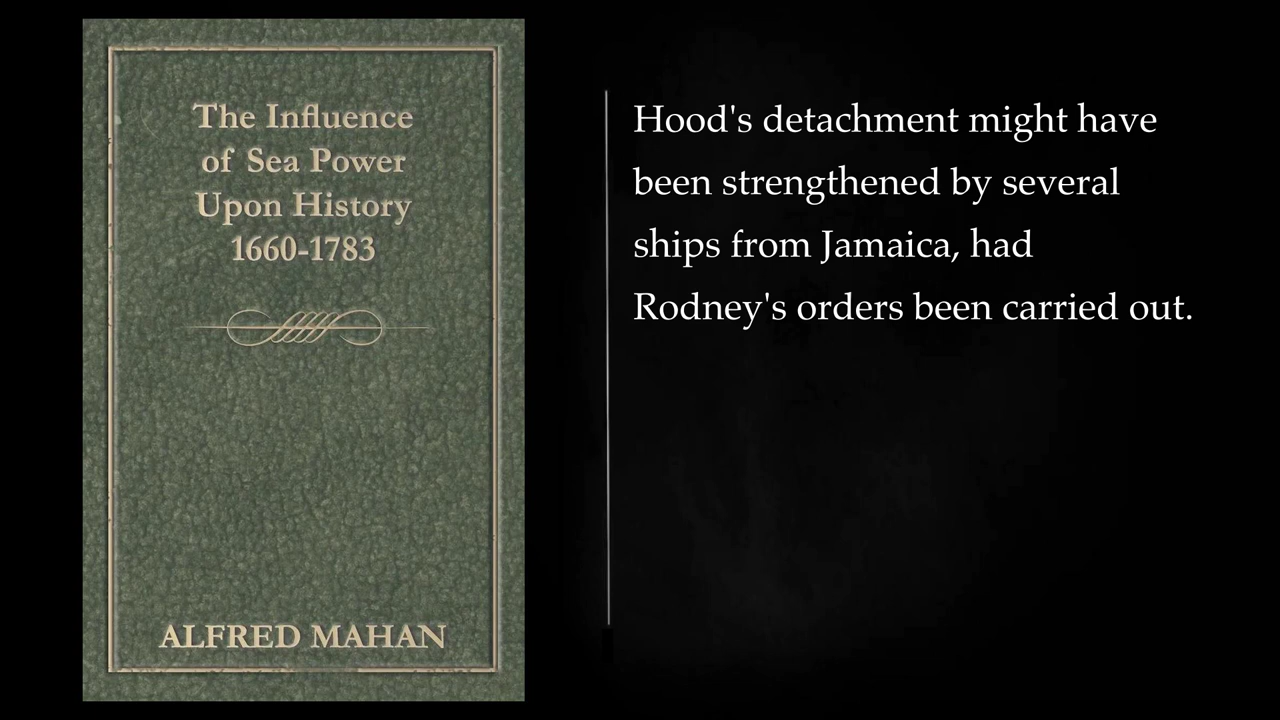 The Influence
of Sea Power
Upon History
1660-1783
ALFRED MAHAN
Hood's detachment might have
been strengthened by several
ships from Jamaica, had
Rodney's orders been carried out.